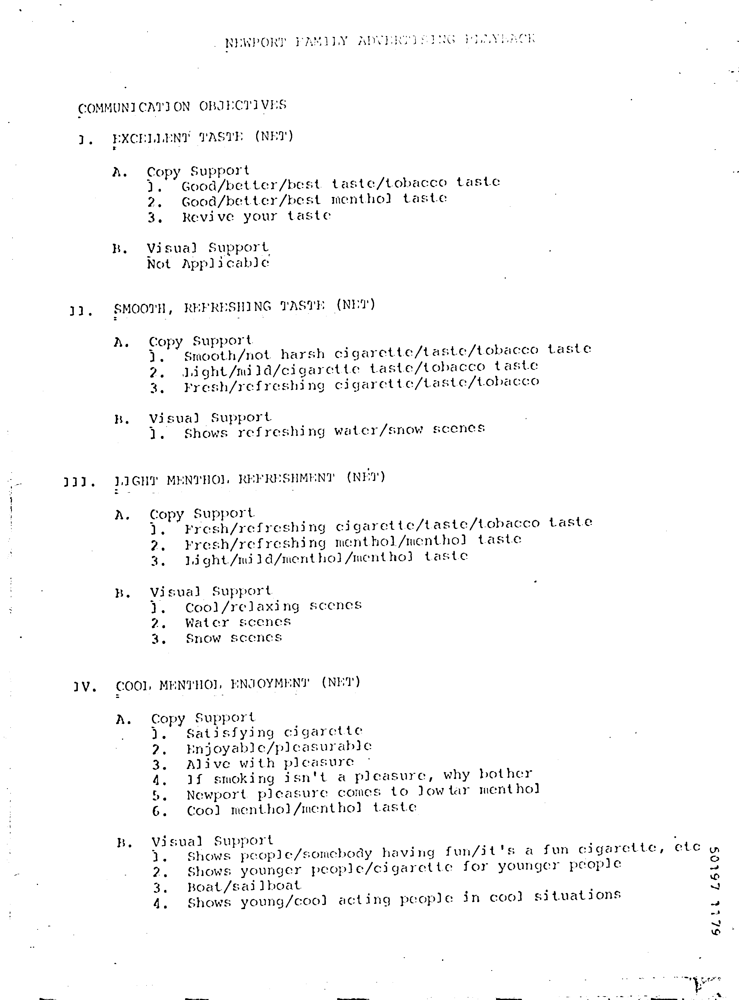 NEWPORT FAMILY ADVERTISING PLAYBACK
COMMUNICATION OBJECTIVES
I. EXCELLENT TASTE (NET)
A. Copy Support
1. Good/better/best taste/tobacco taste
2. Good/better/best menthol taste
3. Revive your taste
B. Visual Support
Not Applicable
II. SMOOTH, REFRESHING TASTE (NET)
A. Copy Support
1. Smooth/not harsh cigarette/taste/tobacco taste
2. Light/mild/cigarette taste/tobacco taste
3. Fresh/refreshing cigarette/taste/tobacco
B. Visual Support
1. Shows refreshing water/snow scenes
III. LIGHT MENTHOL REFRESHMENT (NET)
A. Copy Support
1. Fresh/refreshing cigarette/taste/tobacco taste
2. Fresh/refreshing menthol/menthol taste
3. Light/mild/menthol/menthol taste
B. Visual Support
1. Cool/relaxing scenes
2. Water scenes
3. Snow scenes
IV. COOL MENTHOL ENJOYMENT (NET)
A. Copy Support
1. Satisfying cigarette
2. Enjoyable/pleasurable
3. Alive with pleasure
4. If smoking isn't a pleasure, why bother
5. Newport pleasure comes to low tar menthol
6. Cool menthol/menthol taste
B. Visual Support
1. Shows people/somebody having fun/it's a fun cigarette, etc
2. Shows younger people/cigarette for younger people
3. Boat/sailboat
4. Shows young/cool acting people in cool situations
50197 1179